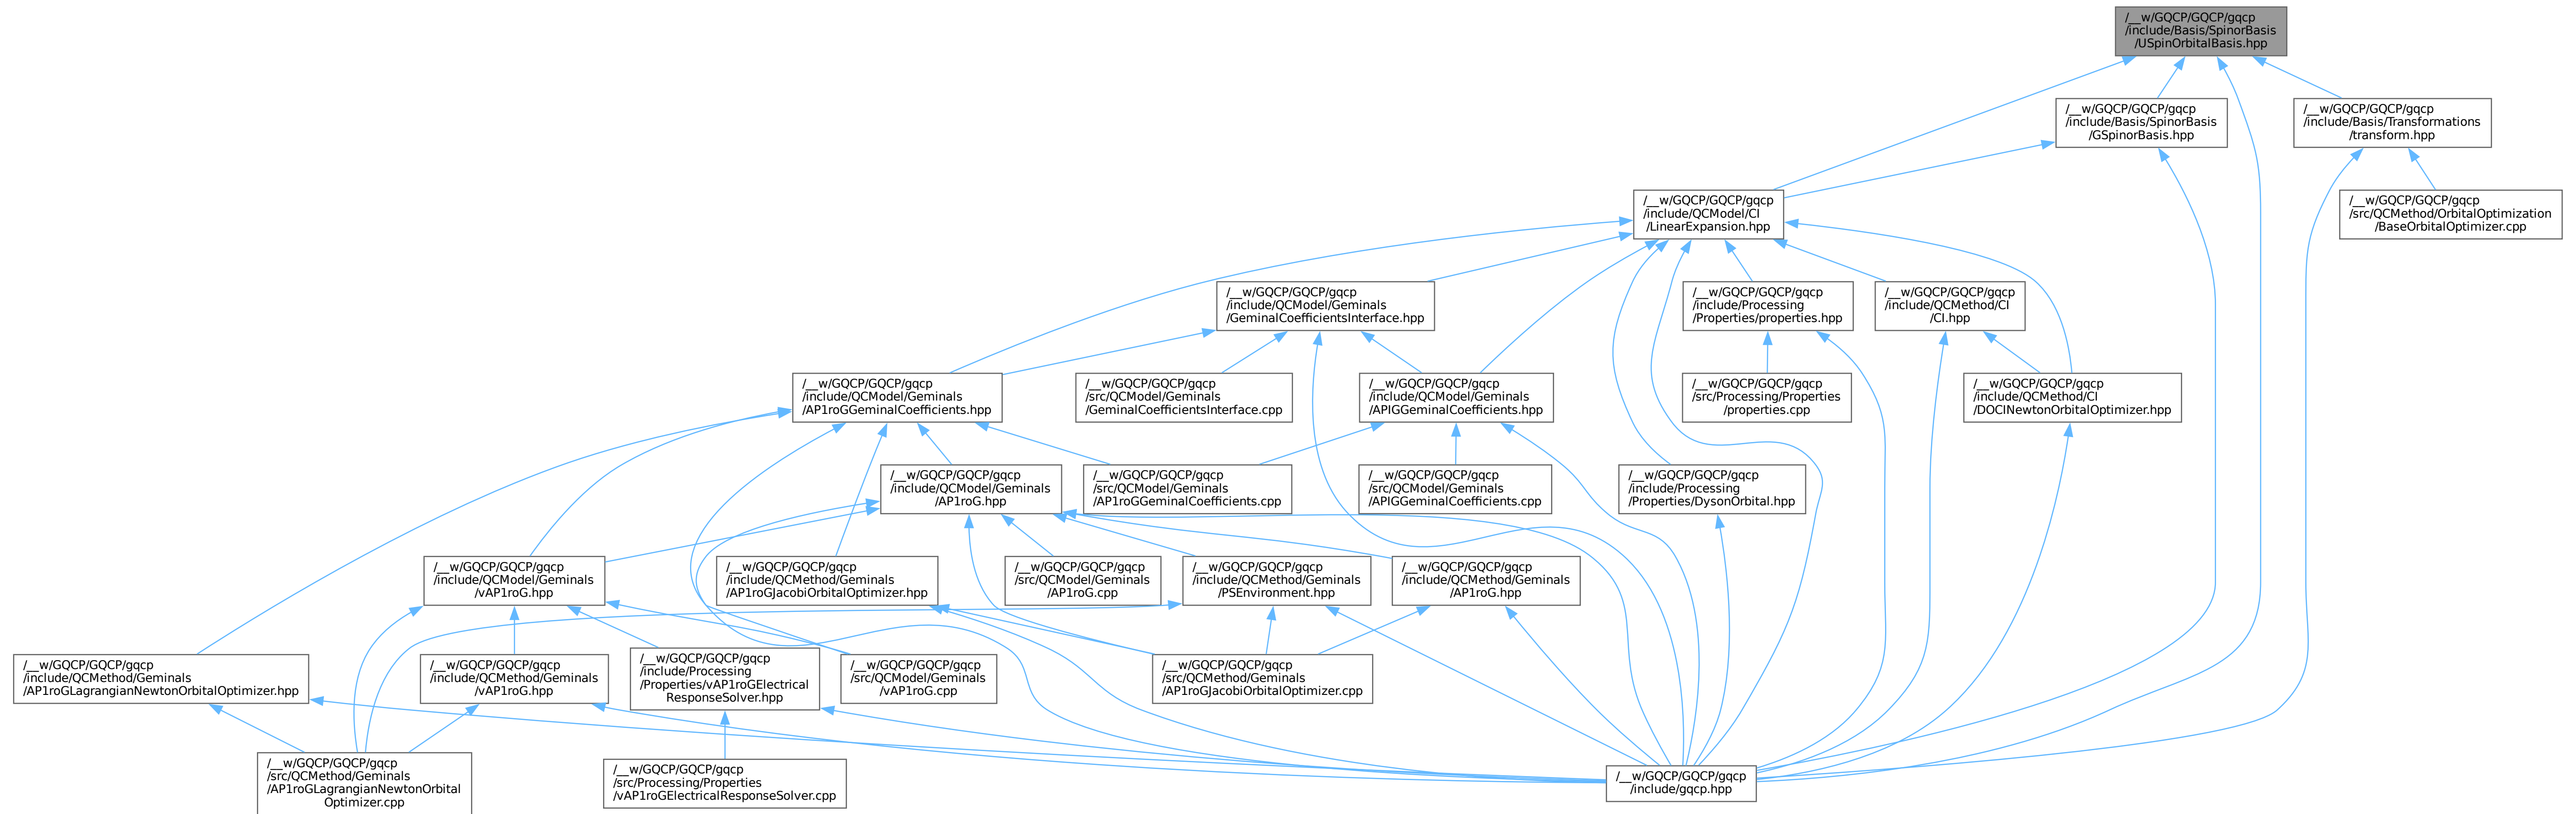 /__w/GQCP/GQCP/gqcp
/include/Basis/SpinorBasis
/USpinOrbitalBasis.hpp
/__w/GQCP/GQCP/gqcp
/include/Basis/SpinorBasis
/GSpinorBasis.hpp
/__w/GQCP/GQCP/gqcp
/include/Basis/Transformations
/transform.hpp
/__w/GQCP/GQCP/gqcp
/include/QCModel/CI
/LinearExpansion.hpp
/__w/GQCP/GQCP/gqcp
/src/QCMethod/OrbitalOptimization
/BaseOrbitalOptimizer.cpp
/__w/GQCP/GQCP/gqcp
/include/QCModel/Geminals
/GeminalCoefficientsInterface.hpp
/__w/GQCP/GQCP/gqcp
/include/Processing
/Properties/properties.hpp
/__w/GQCP/GQCP/gqcp
/include/QCMethod/CI
/CI.hpp
/__w/GQCP/GQCP/gqcp
/include/QCModel/Geminals
/AP1roGGeminalCoefficients.hpp
/__w/GQCP/GQCP/gqcp
/src/QCModel/Geminals
/GeminalCoefficientsInterface.cpp
/__w/GQCP/GQCP/gqcp
/include/QCModel/Geminals
/APIGGeminalCoefficients.hpp
/__w/GQCP/GQCP/gqcp
/src/Processing/Properties
/properties.cpp
/__w/GQCP/GQCP/gqcp
/include/QCMethod/CI
/DOCINewtonOrbitalOptimizer.hpp
/__w/GQCP/GQCP/gqcp
/include/QCModel/Geminals
/AP1roG.hpp
/__w/GQCP/GQCP/gqcp
/src/QCModel/Geminals
/AP1roGGeminalCoefficients.cpp
/__w/GQCP/GQCP/gqcp
/src/QCModel/Geminals
/APIGGeminalCoefficients.cpp
/__w/GQCP/GQCP/gqcp
/include/Processing
/Properties/DysonOrbital.hpp
/__w/GQCP/GQCP/gqcp
/include/QCModel/Geminals
/vAP1roG.hpp
/__w/GQCP/GQCP/gqcp
/include/QCMethod/Geminals
/AP1roGJacobiOrbitalOptimizer.hpp
/__w/GQCP/GQCP/gqcp
/src/QCModel/Geminals
/AP1roG.cpp
/__w/GQCP/GQCP/gqcp
/include/QCMethod/Geminals
/PSEnvironment.hpp
/__w/GQCP/GQCP/gqcp
/include/QCMethod/Geminals
/AP1roG.hpp
/__w/GQCP/GQCP/gqcp
/include/QCMethod/Geminals
/AP1roGLagrangianNewtonOrbitalOptimizer.hpp
/__w/GQCP/GQCP/gqcp
/include/QCMethod/Geminals
/vAP1roG.hpp
/__w/GQCP/GQCP/gqcp
/include/Processing
/Properties/vAP1roGElectrical
ResponseSolver.hpp
/__w/GQCP/GQCP/gqcp
/src/QCModel/Geminals
/vAP1roG.cpp
/__w/GQCP/GQCP/gqcp
/src/QCMethod/Geminals
/AP1roGJacobiOrbitalOptimizer.cpp
/__w/GQCP/GQCP/gqcp
/src/QCMethod/Geminals
/AP1roGLagrangianNewtonOrbital
Optimizer.cpp
/__w/GQCP/GQCP/gqcp
/src/Processing/Properties
/vAP1roGElectricalResponseSolver.cpp
/__w/GQCP/GQCP/gqcp
/include/gqcp.hpp